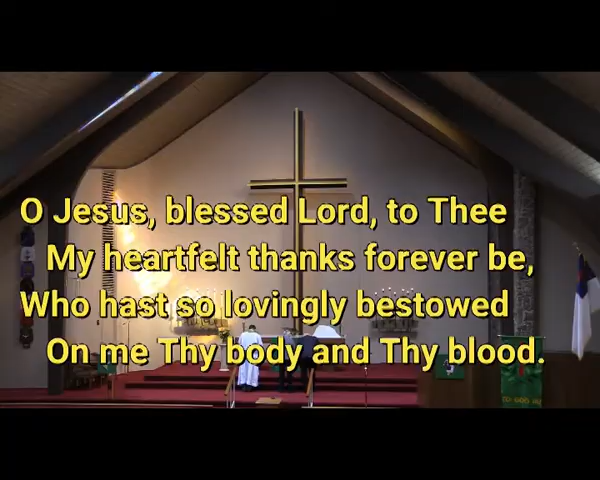 O Jesus, blessed Lord, to Thee
My heartfelt thanks forever be,
Who hast so lovingly bestowed
On me Thy body and Thy blood.